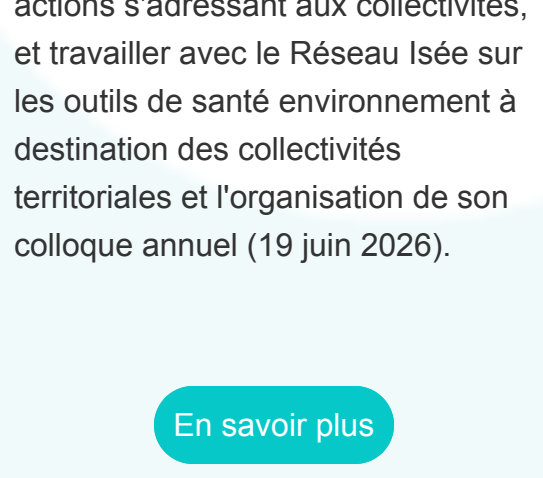 actions s'adressant aux collectivités,
et travailler avec le Réseau Isée sur
les outils de santé environnement à
destination des collectivités
territoriales et l'organisation de son
colloque annuel (19 juin 2026).
En savoir plus